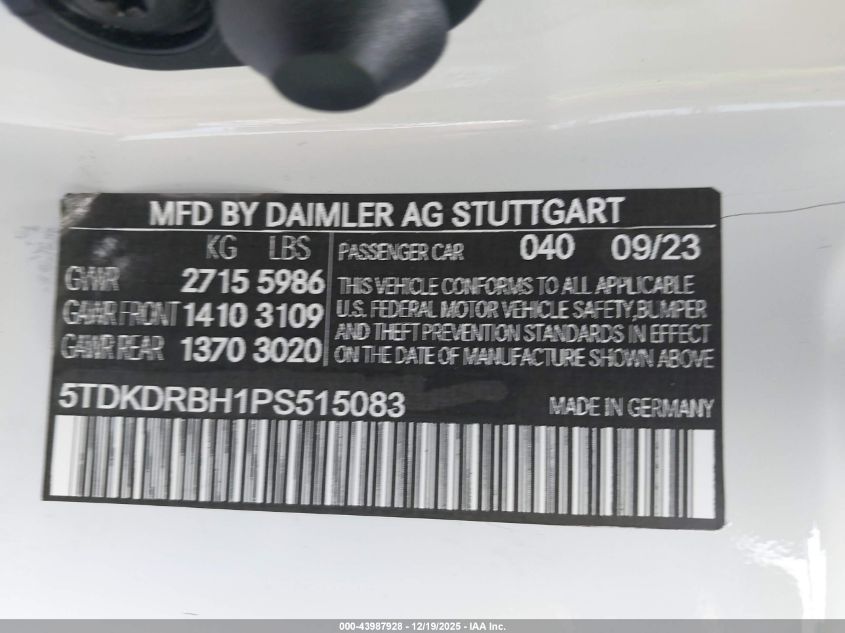 MFD BY DAIMLER AG STUTTGART
KG LBS
GVWR 2715 5986
GAWR FRONT 1410 3109
GAWR REAR 1370 3020
PASSENGER CAR 040 09/23
THIS VEHICLE CONFORMS TO ALL APPLICABLE
U.S. FEDERAL MOTOR VEHICLE SAFETY, BUMPER
AND THEFT PREVENTION STANDARDS IN EFFECT
ON THE DATE OF MANUFACTURE SHOWN ABOVE
5TDKDRBH1PS515083 MADE IN GERMANY
000-43987928 - 12/19/2025 - IAA Inc.